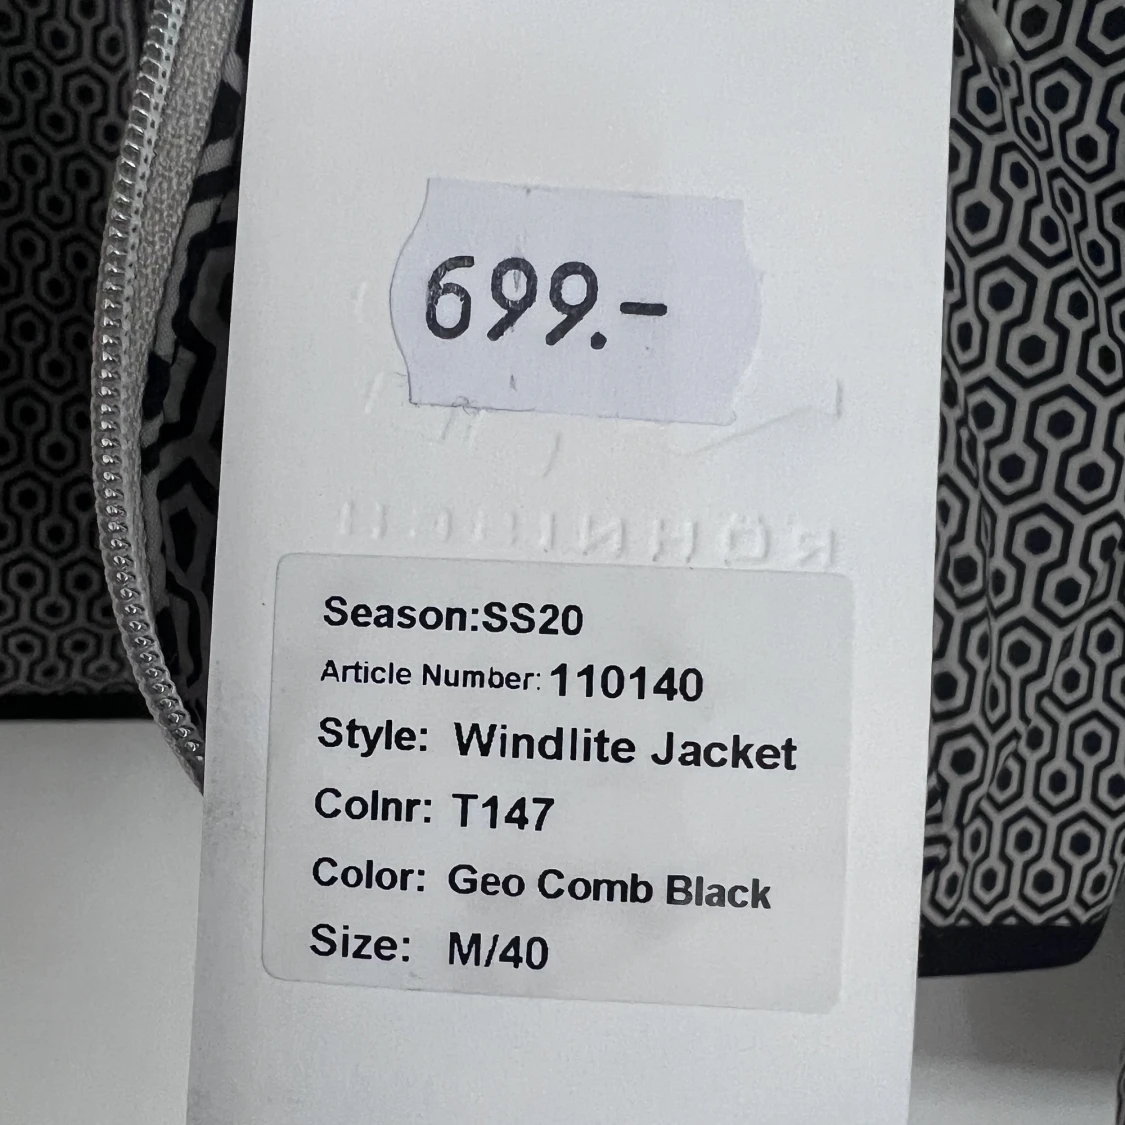 699.-
Season:SS20
Article Number: 110140
Style: Windlite Jacket
Colnr: T147
Color: Geo Comb Black
Size: M/40